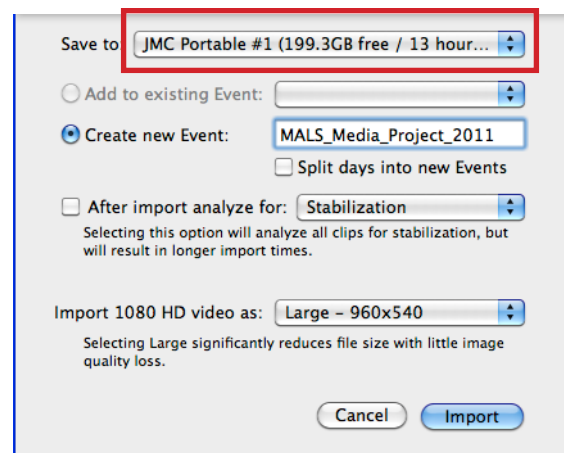 Save to: JMC Portable #1 (199.3GB free / 13 hour...
Add to existing Event:
Create new Event: MALS_Media_Project_2011
Split days into new Events
After import analyze for: Stabilization
Selecting this option will analyze all clips for stabilization, but
will result in longer import times.
Import 1080 HD video as: Large – 960x540
Selecting Large significantly reduces file size with little image
quality loss.
Cancel Import